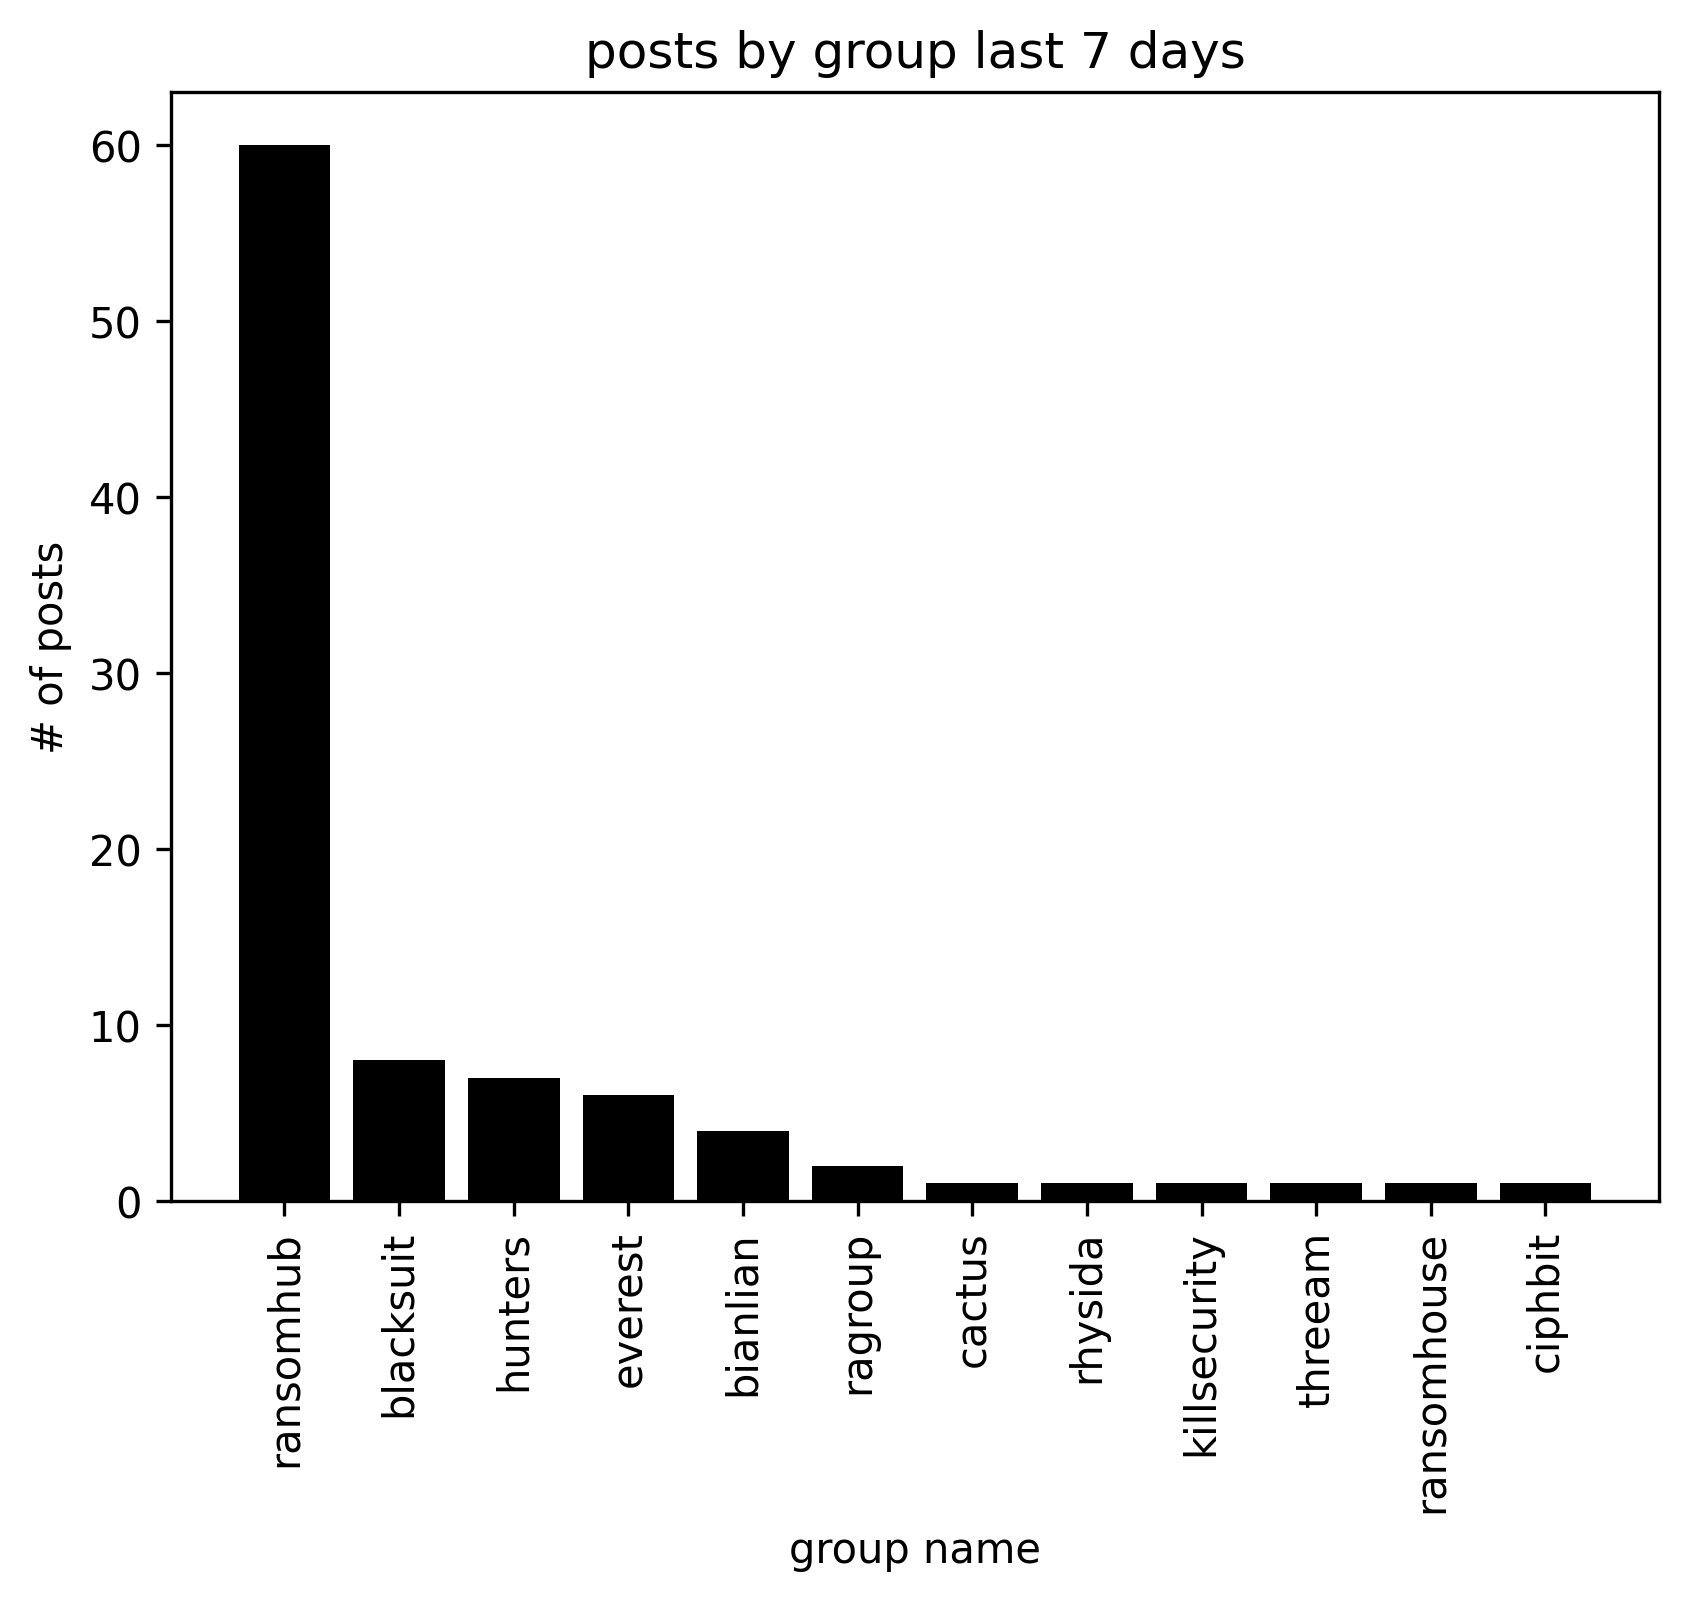 posts by group last 7 days
# of posts
60
50
40
30
20
10
0
ransomhub
blacksuit
hunters
everest
bianlian
ragroup
cactus
rhysida
killsecurity
threeam
ransomhouse
ciphbit
group name